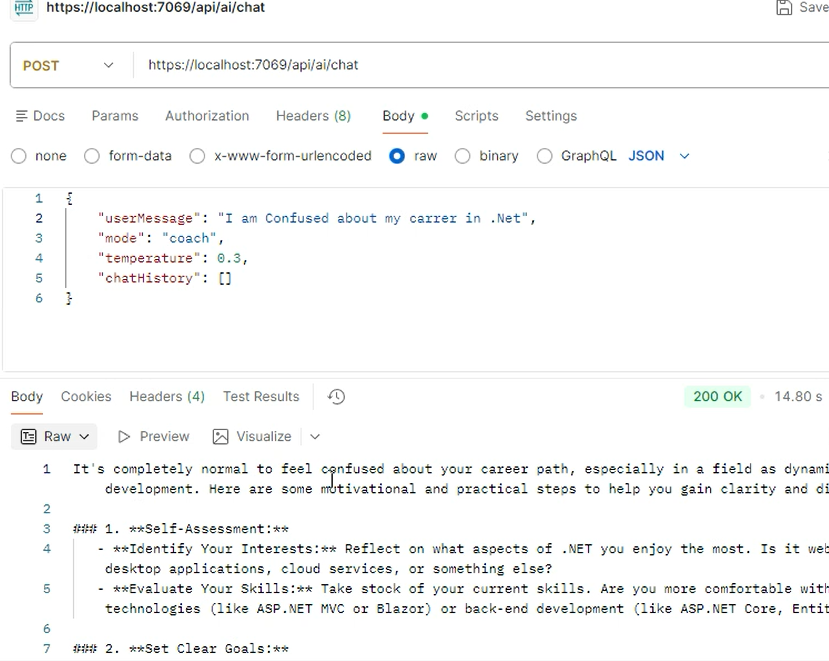 HTTP https://localhost:7069/api/ai/chat Save
POST https://localhost:7069/api/ai/chat
Docs Params Authorization Headers (8) Body Scripts Settings
none form-data x-www-form-urlencoded raw binary GraphQL JSON
1 {
2 "userMessage": "I am Confused about my carrer in .Net",
3 "mode": "coach",
4 "temperature": 0.3,
5 "chatHistory": []
6 }
Body Cookies Headers (4) Test Results 200 OK 14.80 s
Raw Preview Visualize
1 It's completely normal to feel confused about your career path, especially in a field as dynami
development. Here are some motivational and practical steps to help you gain clarity and di
2
3 ### 1. **Self-Assessment:**
4 - **Identify Your Interests:** Reflect on what aspects of .NET you enjoy the most. Is it web
desktop applications, cloud services, or something else?
5 - **Evaluate Your Skills:** Take stock of your current skills. Are you more comfortable with
technologies (like ASP.NET MVC or Blazor) or back-end development (like ASP.NET Core, Entit
6
7 ### 2. **Set Clear Goals:**